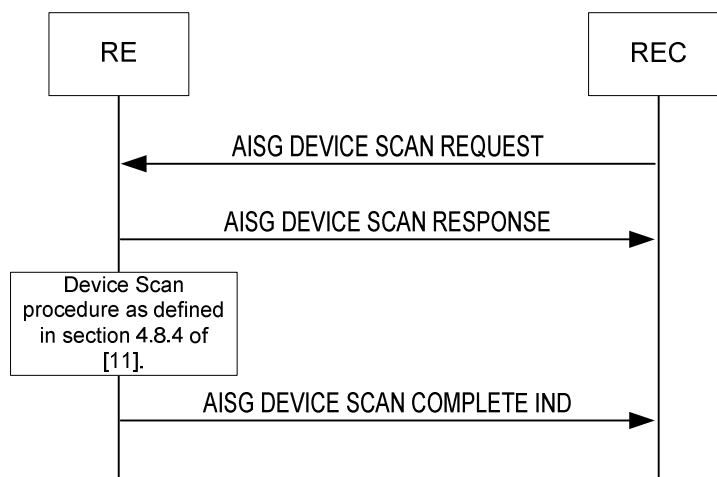 RE
REC
AISG DEVICE SCAN REQUEST
AISG DEVICE SCAN RESPONSE
Device Scan
procedure as defined
in section 4.8.4 of
[11].
AISG DEVICE SCAN COMPLETE IND